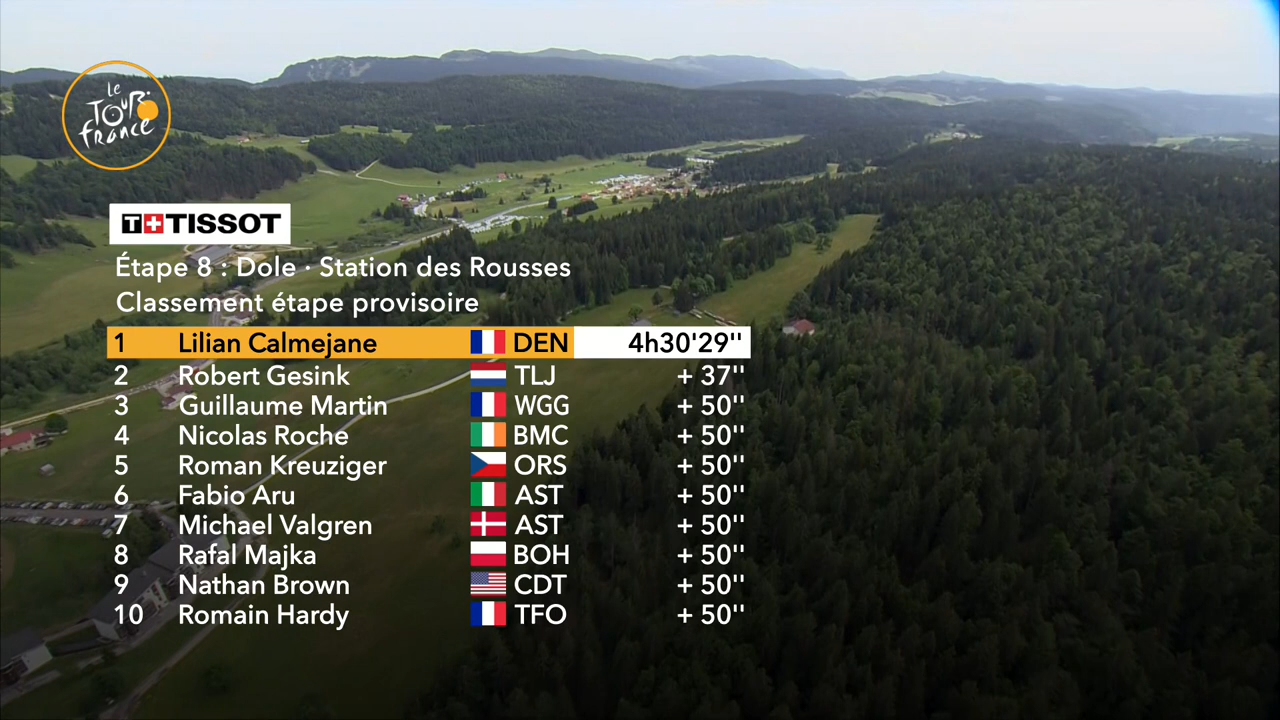 Le
Tour
de
france
T+TISSOT
Étape 8 : Dole · Station des Rousses
Classement étape provisoire
1 Lilian Calmejane DEN 4h30'29''
2 Robert Gesink TLJ + 37''
3 Guillaume Martin WGG + 50''
4 Nicolas Roche BMC + 50''
5 Roman Kreuziger ORS + 50''
6 Fabio Aru AST + 50''
7 Michael Valgren AST + 50''
8 Rafal Majka BOH + 50''
9 Nathan Brown CDT + 50''
10 Romain Hardy TFO + 50''